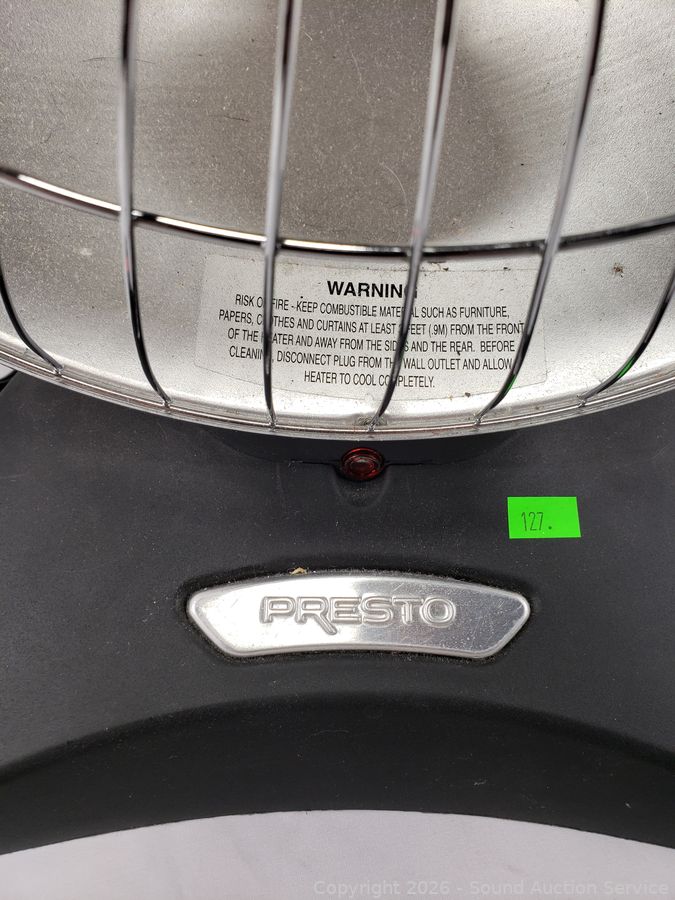 WARNING
RISK OF FIRE - KEEP COMBUSTIBLE MATERIAL SUCH AS FURNITURE,
PAPERS, CLOTHES AND CURTAINS AT LEAST 3 FEET (.9M) FROM THE FRONT
OF THE HEATER AND AWAY FROM THE SIDES AND THE REAR. BEFORE
CLEANING, DISCONNECT PLUG FROM THE WALL OUTLET AND ALLOW
HEATER TO COOL COMPLETELY.
127.
PRESTO
Copyright 2026 - Sound Auction Service